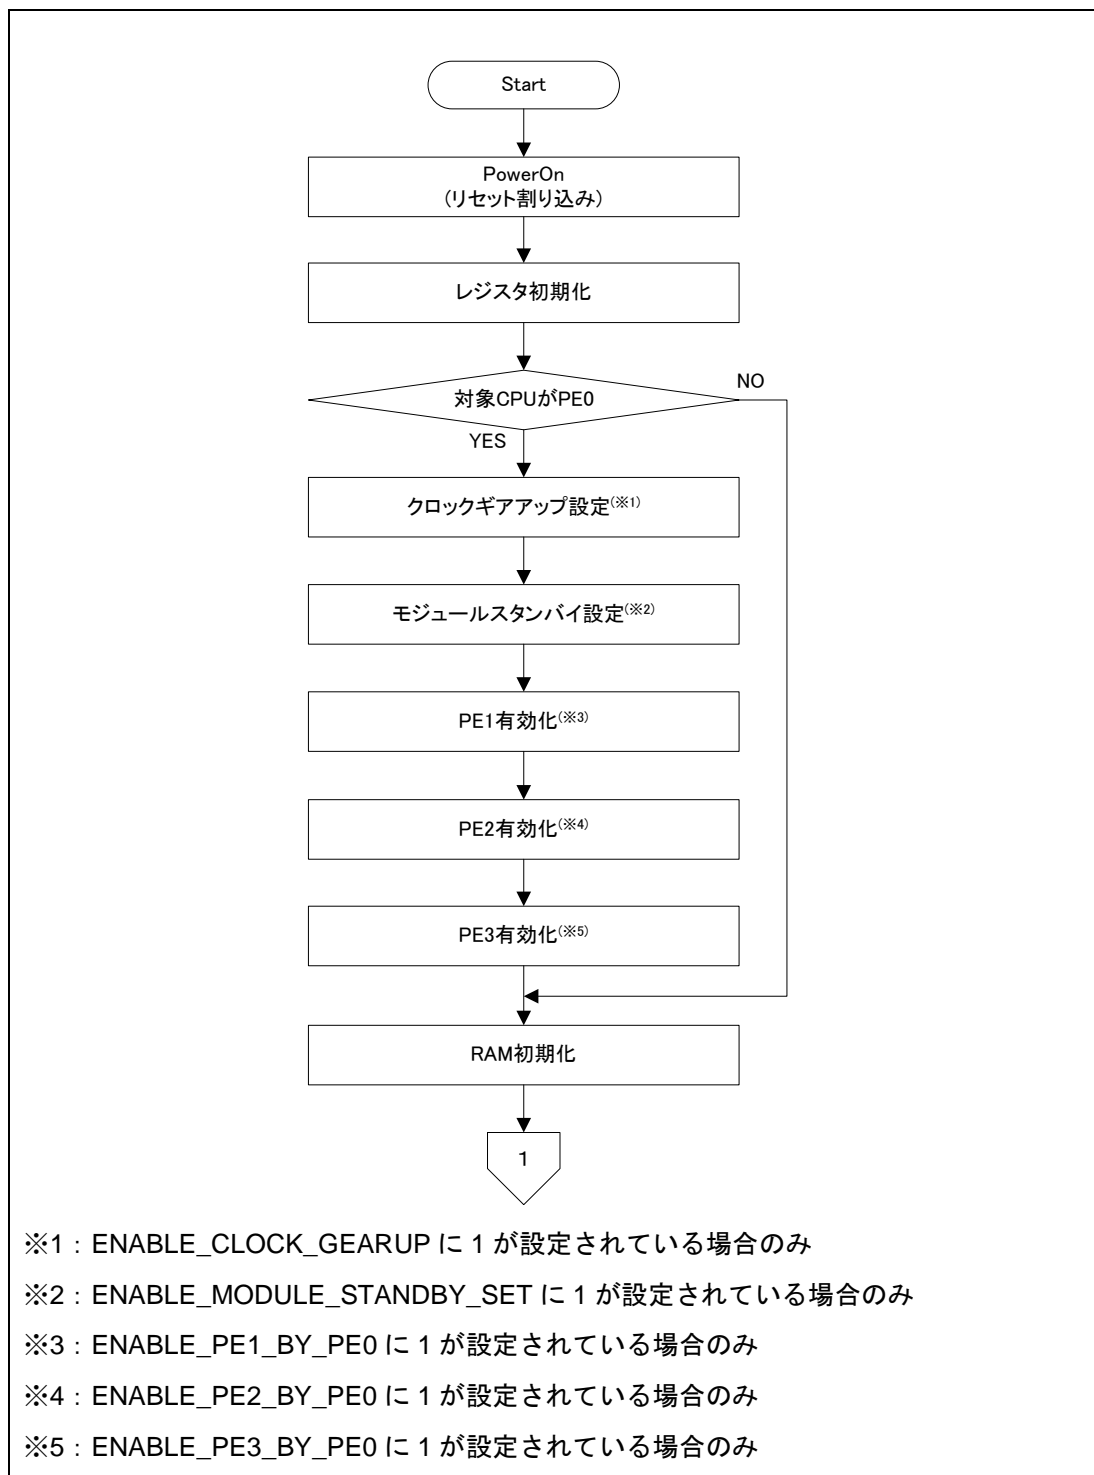 Start
PowerOn
(リセット割り込み)
レジスタ初期化
対象CPUがPE0
NO
YES
クロックギアアップ設定(※1)
モジュールスタンバイ設定(※2)
PE1有効化(※3)
PE2有効化(※4)
PE3有効化(※5)
RAM初期化
1
※1：ENABLE_CLOCK_GEARUP に 1 が設定されている場合のみ
※2：ENABLE_MODULE_STANDBY_SET に 1 が設定されている場合のみ
※3：ENABLE_PE1_BY_PE0 に 1 が設定されている場合のみ
※4：ENABLE_PE2_BY_PE0 に 1 が設定されている場合のみ
※5：ENABLE_PE3_BY_PE0 に 1 が設定されている場合のみ